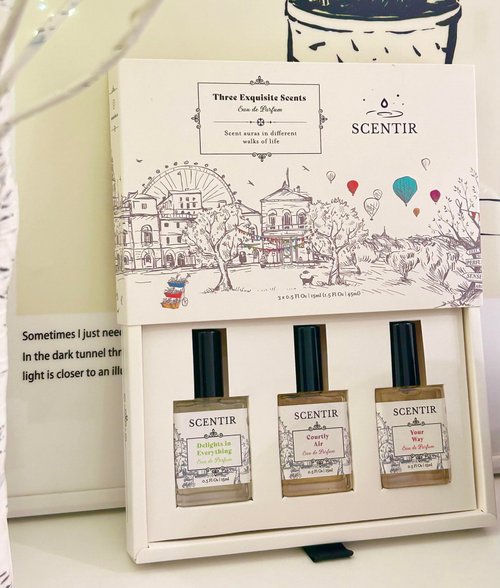 Three Exquisite Scents
Eau de Parfum
Scent auras in different
walks of life
SCENTIR
3 x 0.5 Fl Oz | 15ml (1.5 Fl Oz | 45ml)
Sometimes I just need
In the dark tunnel thr
light is closer to an illu
SCENTIR
Delights in
Everything
Eau de Parfum
0.5 Fl Oz | 15ml
SCENTIR
Courtly
Air
Eau de Parfum
0.5 Fl Oz | 15ml
SCENTIR
Your
Way
Eau de Parfum
0.5 Fl Oz | 15ml